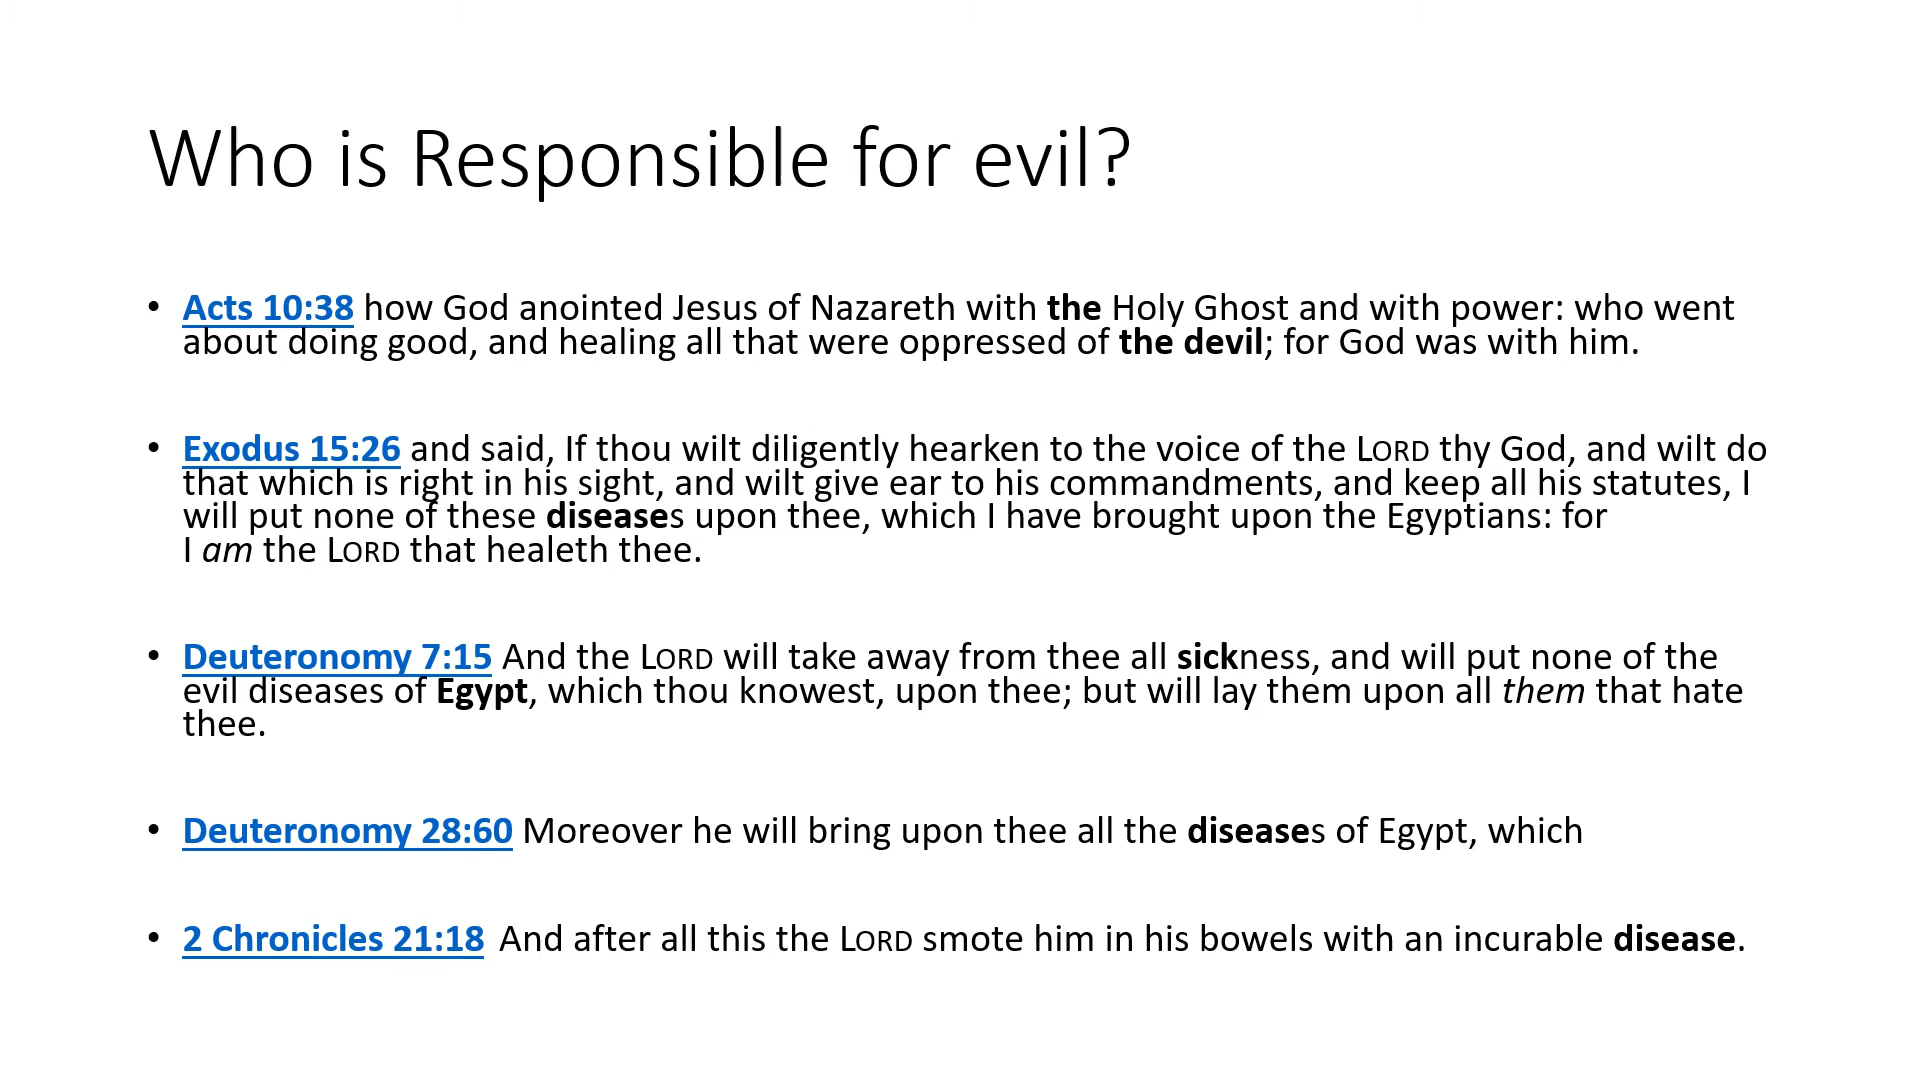 Who is Responsible for evil?
• Acts 10:38 how God anointed Jesus of Nazareth with the Holy Ghost and with power: who went
about doing good, and healing all that were oppressed of the devil; for God was with him.
• Exodus 15:26 and said, If thou wilt diligently hearken to the voice of the LORD thy God, and wilt do
that which is right in his sight, and wilt give ear to his commandments, and keep all his statutes, I
will put none of these diseases upon thee, which I have brought upon the Egyptians: for
I am the LORD that healeth thee.
• Deuteronomy 7:15 And the LORD will take away from thee all sickness, and will put none of the
evil diseases of Egypt, which thou knowest, upon thee; but will lay them upon all them that hate
thee.
• Deuteronomy 28:60 Moreover he will bring upon thee all the diseases of Egypt, which
• 2 Chronicles 21:18 And after all this the LORD smote him in his bowels with an incurable disease.